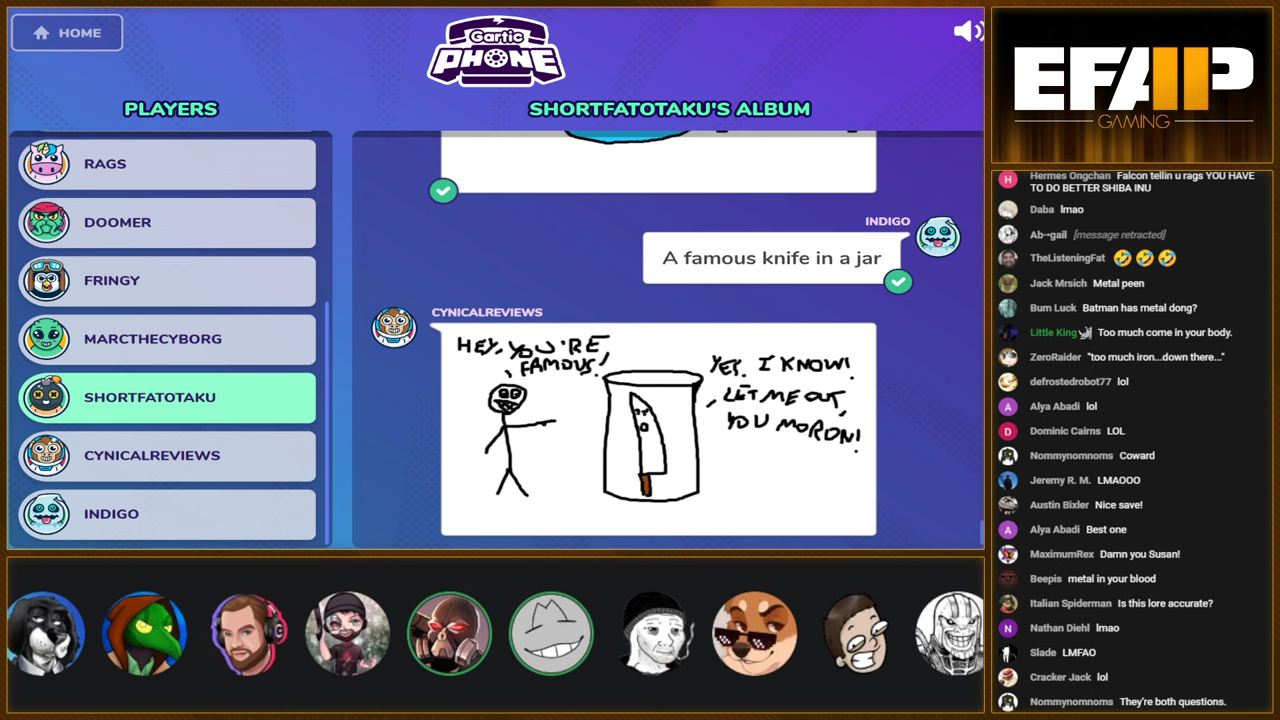 HOME
Gartic
PHONE
PLAYERS
SHORTFATOTAKU'S ALBUM
RAGS
DOOMER
FRINGY
MARCTHECYBORG
SHORTFATOTAKU
CYNICALREVIEWS
INDIGO
INDIGO
A famous knife in a jar
CYNICALREVIEWS
HEY, YOU'RE
FAMOUS!
YES. I KNOW!
LET ME OUT,
YOU MORON!
EFAP
GAMING
H
Hermes Ongchan Falcon tellin u rags YOU HAVE
TO DO BETTER SHIBA INU
Daba lmao
Ab~gail [message retracted]
TheListeningFat 🤣 🤣 🤣
Jack Mrsich Metal peen
Bum Luck Batman has metal dong?
Little King Too much come in your body.
ZeroRaider "too much iron...down there..."
defrostedrobot77 lol
A
Alya Abadi lol
D
Dominic Cairns LOL
Nommynomnoms Coward
Jeremy R. M. LMAOOO
Austin Bixler Nice save!
A
Alya Abadi Best one
MaximumRex Damn you Susan!
Beepis metal in your blood
Italian Spiderman Is this lore accurate?
N
Nathan Diehl lmao
Slade LMFAO
Cracker Jack lol
Nommynomnoms They're both questions.